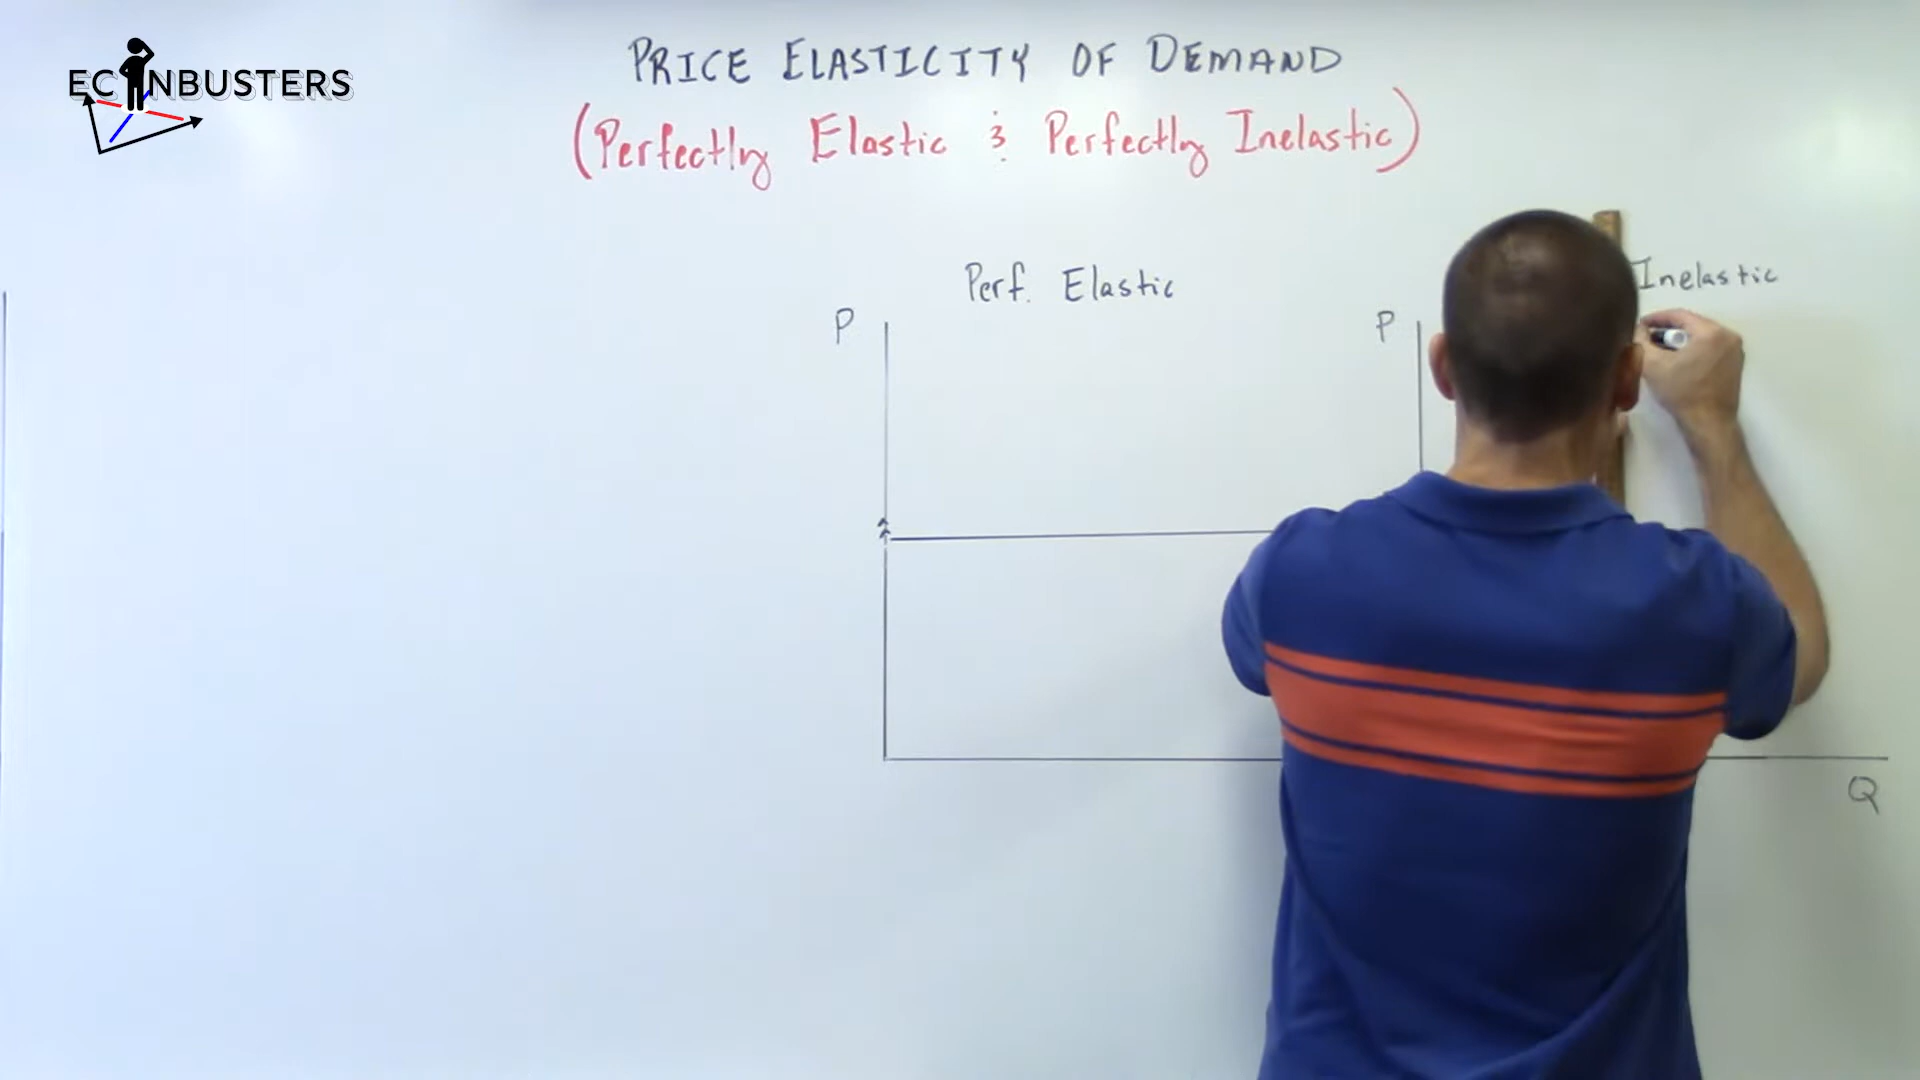 ECONBUSTERS
PRICE ELASTICITY OF DEMAND
(Perfectly Elastic & Perfectly Inelastic)
Perf. Elastic
Inelastic
P
P
Q